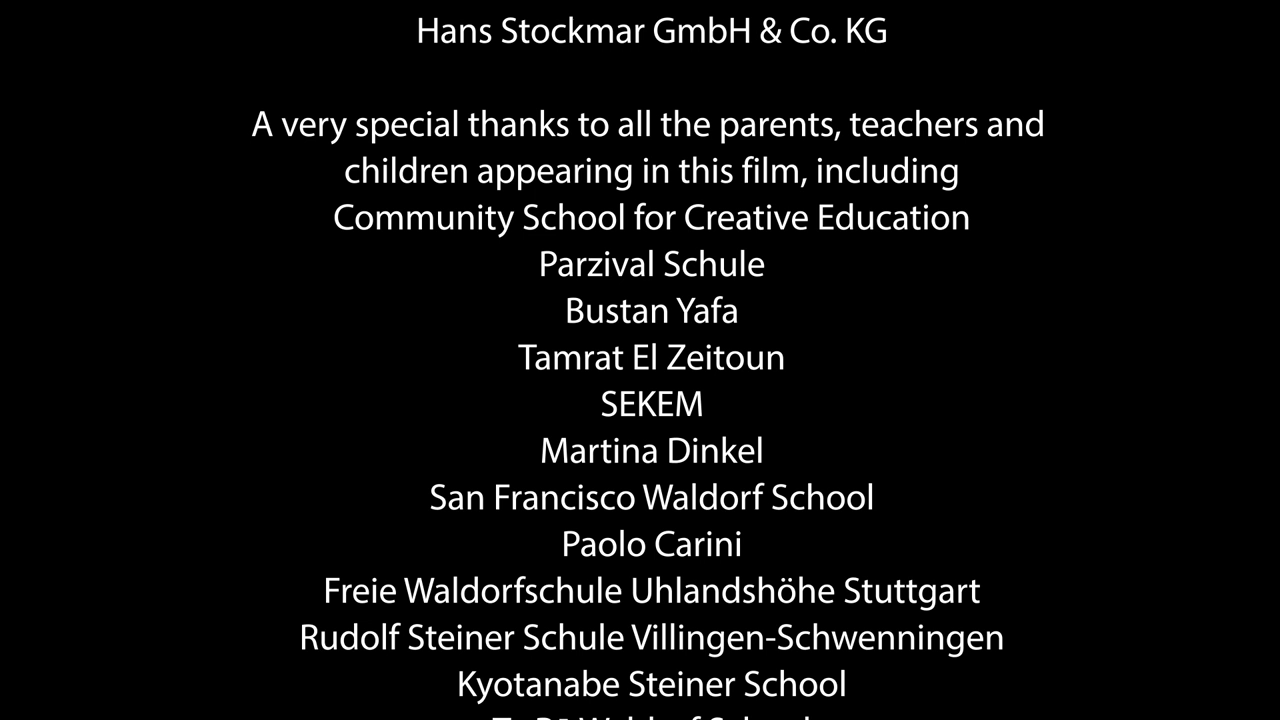 Hans Stockmar GmbH & Co. KG
A very special thanks to all the parents, teachers and
children appearing in this film, including
Community School for Creative Education
Parzival Schule
Bustan Yafa
Tamrat El Zeitoun
SEKEM
Martina Dinkel
San Francisco Waldorf School
Paolo Carini
Freie Waldorfschule Uhlandshöhe Stuttgart
Rudolf Steiner Schule Villingen-Schwenningen
Kyotanabe Steiner School
Waldorf School